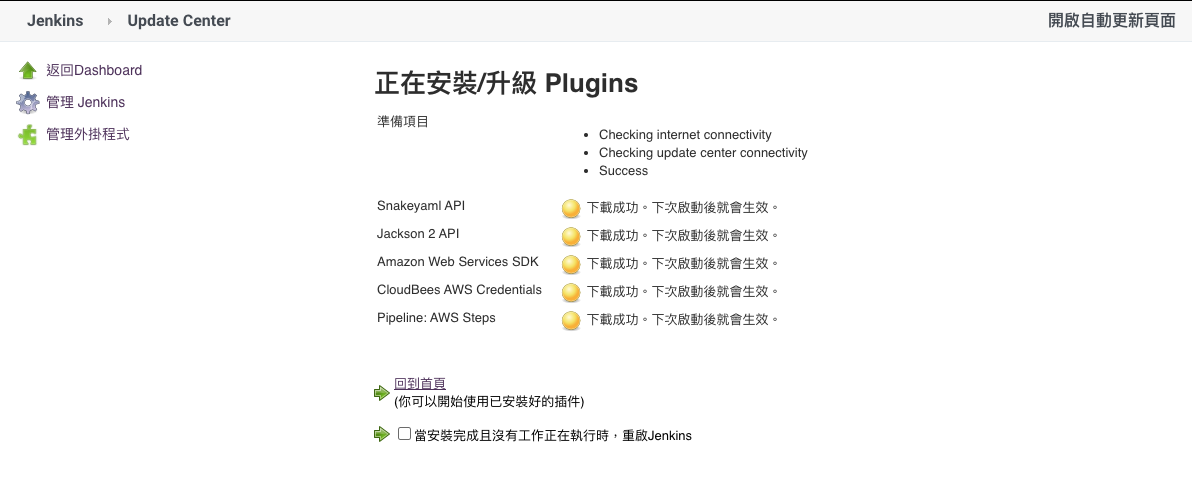 Jenkins Update Center 開啟自動更新頁面
返回Dashboard
管理 Jenkins
管理外掛程式
正在安裝/升級 Plugins
準備項目
Checking internet connectivity
Checking update center connectivity
Success
Snakeyaml API 下載成功。下次啟動後就會生效。
Jackson 2 API 下載成功。下次啟動後就會生效。
Amazon Web Services SDK 下載成功。下次啟動後就會生效。
CloudBees AWS Credentials 下載成功。下次啟動後就會生效。
Pipeline: AWS Steps 下載成功。下次啟動後就會生效。
回到首頁
(你可以開始使用已安裝好的插件)
當安裝完成且沒有工作正在執行時，重啟Jenkins